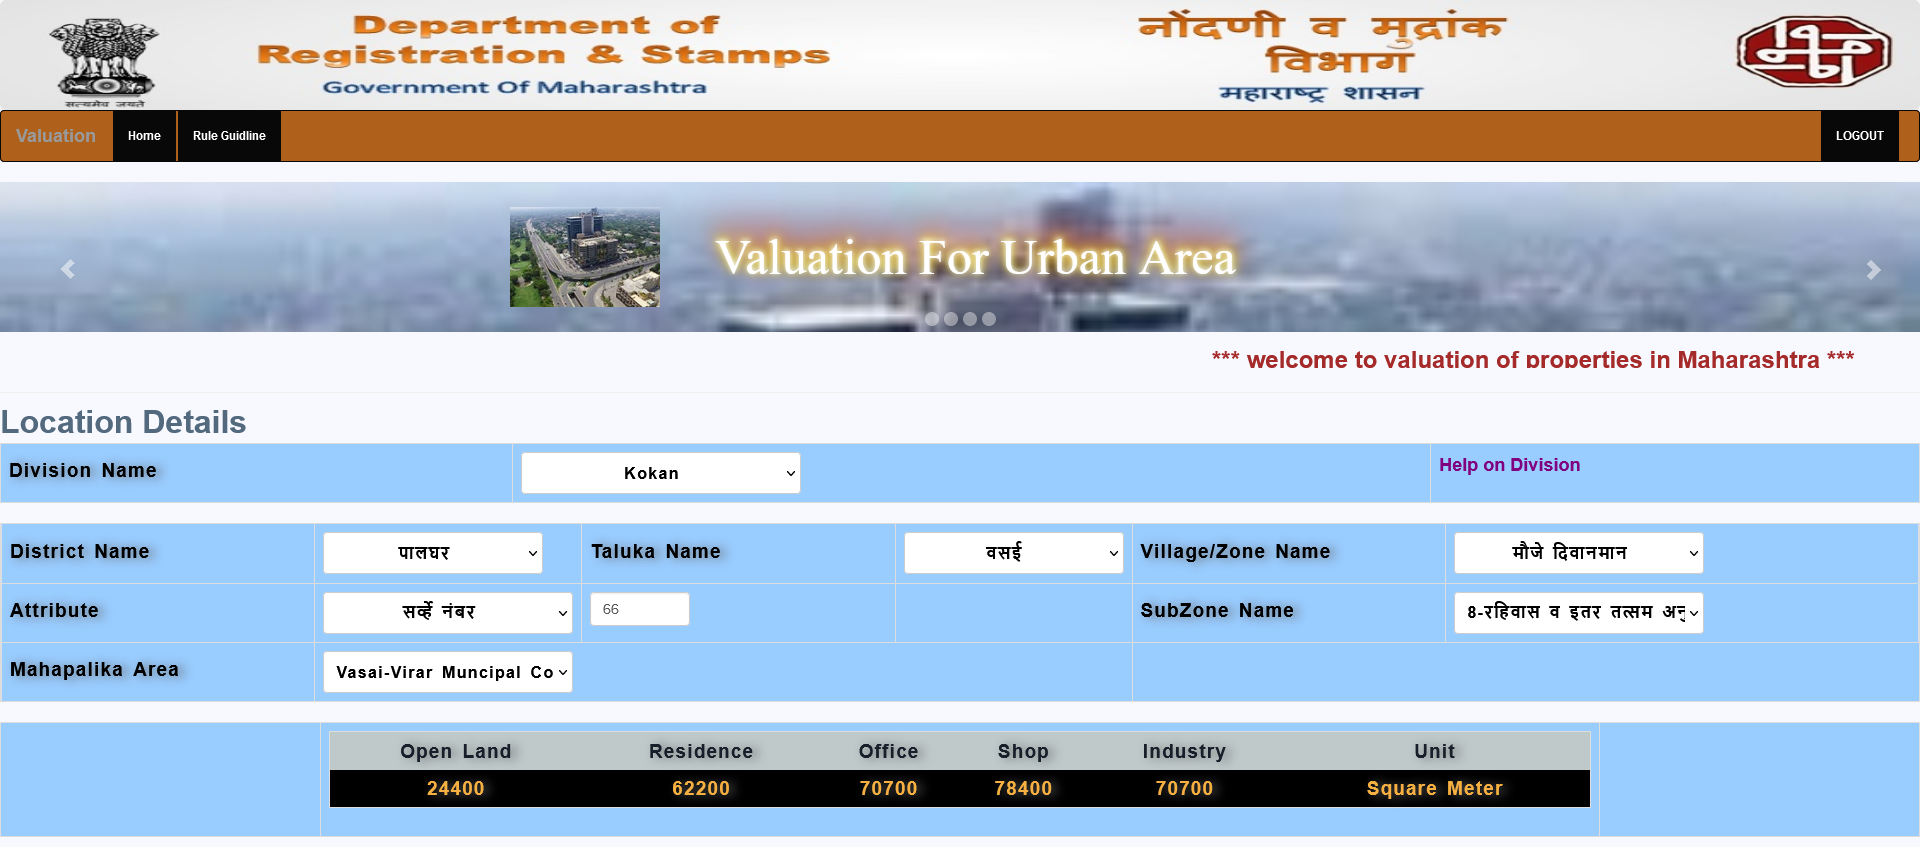 Department of
Registration & Stamps
Government Of Maharashtra
सत्यमेव जयते
नोंदणी व मुद्रांक
विभाग
महाराष्ट्र शासन
Valuation
Home
Rule Guidline
LOGOUT
Valuation For Urban Area
*** welcome to valuation of properties in Maharashtra ***
Location Details
Division Name
Kokan
Help on Division
District Name
पालघर
Taluka Name
वसई
Village/Zone Name
मौजे दिवानमान
Attribute
सर्व्हे नंबर
66
SubZone Name
8-रहिवास व इतर तत्सम
Mahapalika Area
Vasai-Virar Muncipal Co
Open Land Residence Office Shop Industry Unit
24400 62200 70700 78400 70700 Square Meter